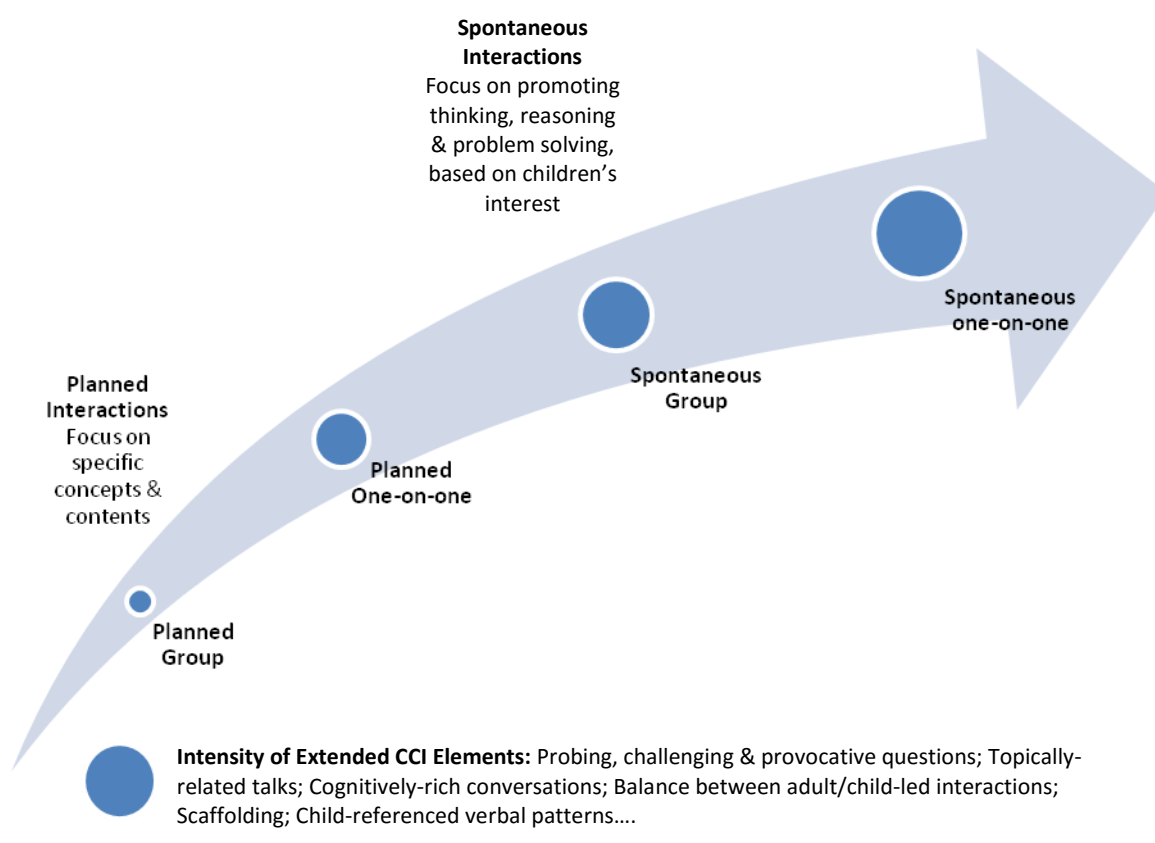 Spontaneous
Interactions
Focus on promoting
thinking, reasoning
& problem solving,
based on children’s
interest
Spontaneous
one-on-one
Spontaneous
Group
Planned
Interactions
Focus on
specific
concepts &
contents
Planned
One-on-one
Planned
Group
Intensity of Extended CCI Elements: Probing, challenging & provocative questions; Topically-
related talks; Cognitively-rich conversations; Balance between adult/child-led interactions;
Scaffolding; Child-referenced verbal patterns….